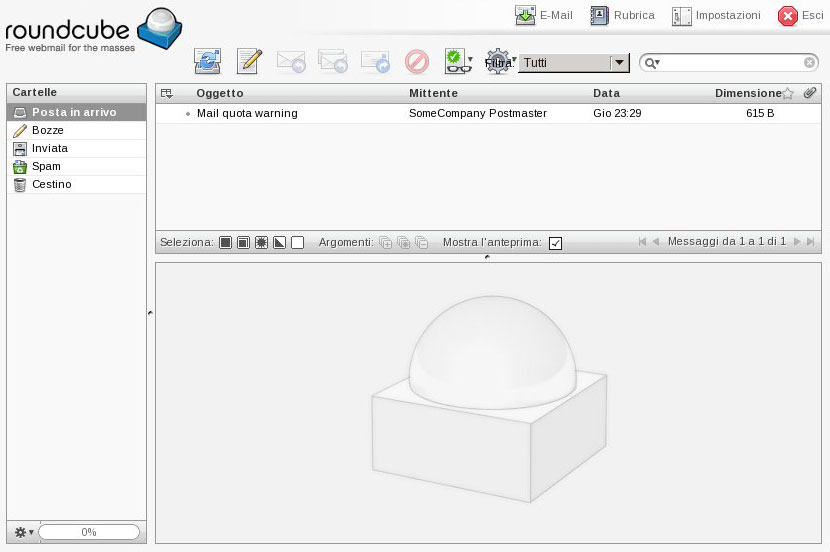 roundcube
Free webmail for the masses
E-Mail Rubrica Impostazioni Esci
Filtra: Tutti
Cartelle
Posta in arrivo
Bozze
Inviata
Spam
Cestino
Oggetto Mittente Data Dimensione
Mail quota warning SomeCompany Postmaster Gio 23:29 615 B
Seleziona: Argomenti: Mostra l'anteprima: Messaggi da 1 a 1 di 1
0%